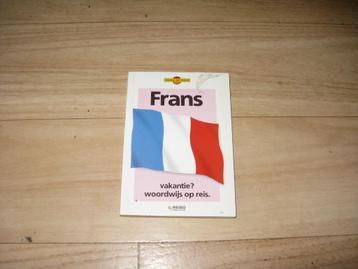 Frans
vakantie?
woordwijs op reis.